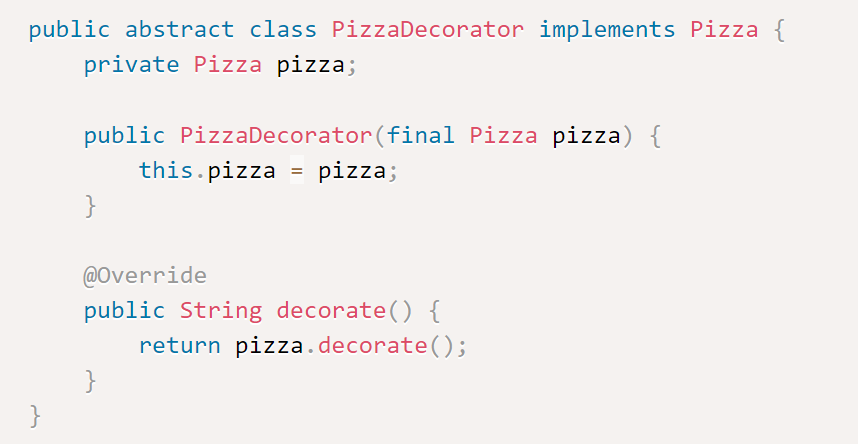 public abstract class PizzaDecorator implements Pizza {
    private Pizza pizza;

    public PizzaDecorator(final Pizza pizza) {
        this.pizza = pizza;
    }

    @Override
    public String decorate() {
        return pizza.decorate();
    }
}